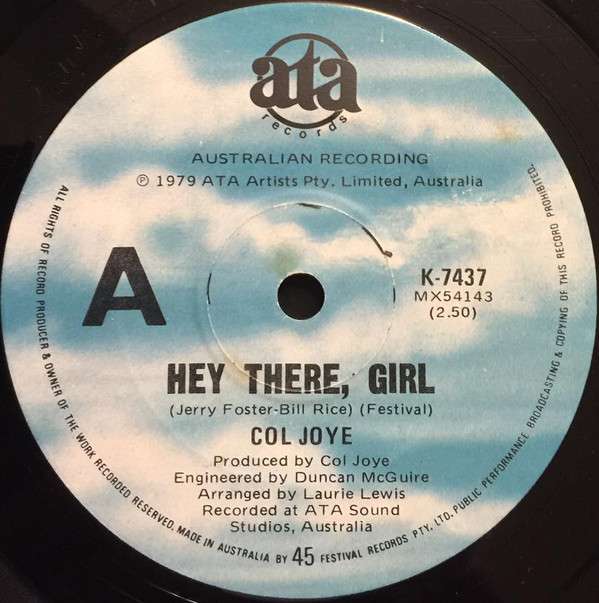 ata
records
AUSTRALIAN RECORDING
℗ 1979 ATA Artists Pty. Limited, Australia
A
K-7437
MX54143
(2.50)
HEY THERE, GIRL
(Jerry Foster-Bill Rice) (Festival)
COL JOYE
Produced by Col Joye
Engineered by Duncan McGuire
Arranged by Laurie Lewis
Recorded at ATA Sound
Studios, Australia
ALL RIGHTS OF RECORD PRODUCER & OWNER OF THE WORK RECORDED RESERVED. MADE IN AUSTRALIA BY 45 FESTIVAL RECORDS PTY. LTD. PUBLIC PERFORMANCE BROADCASTING & COPYING OF THIS RECORD PROHIBITED.